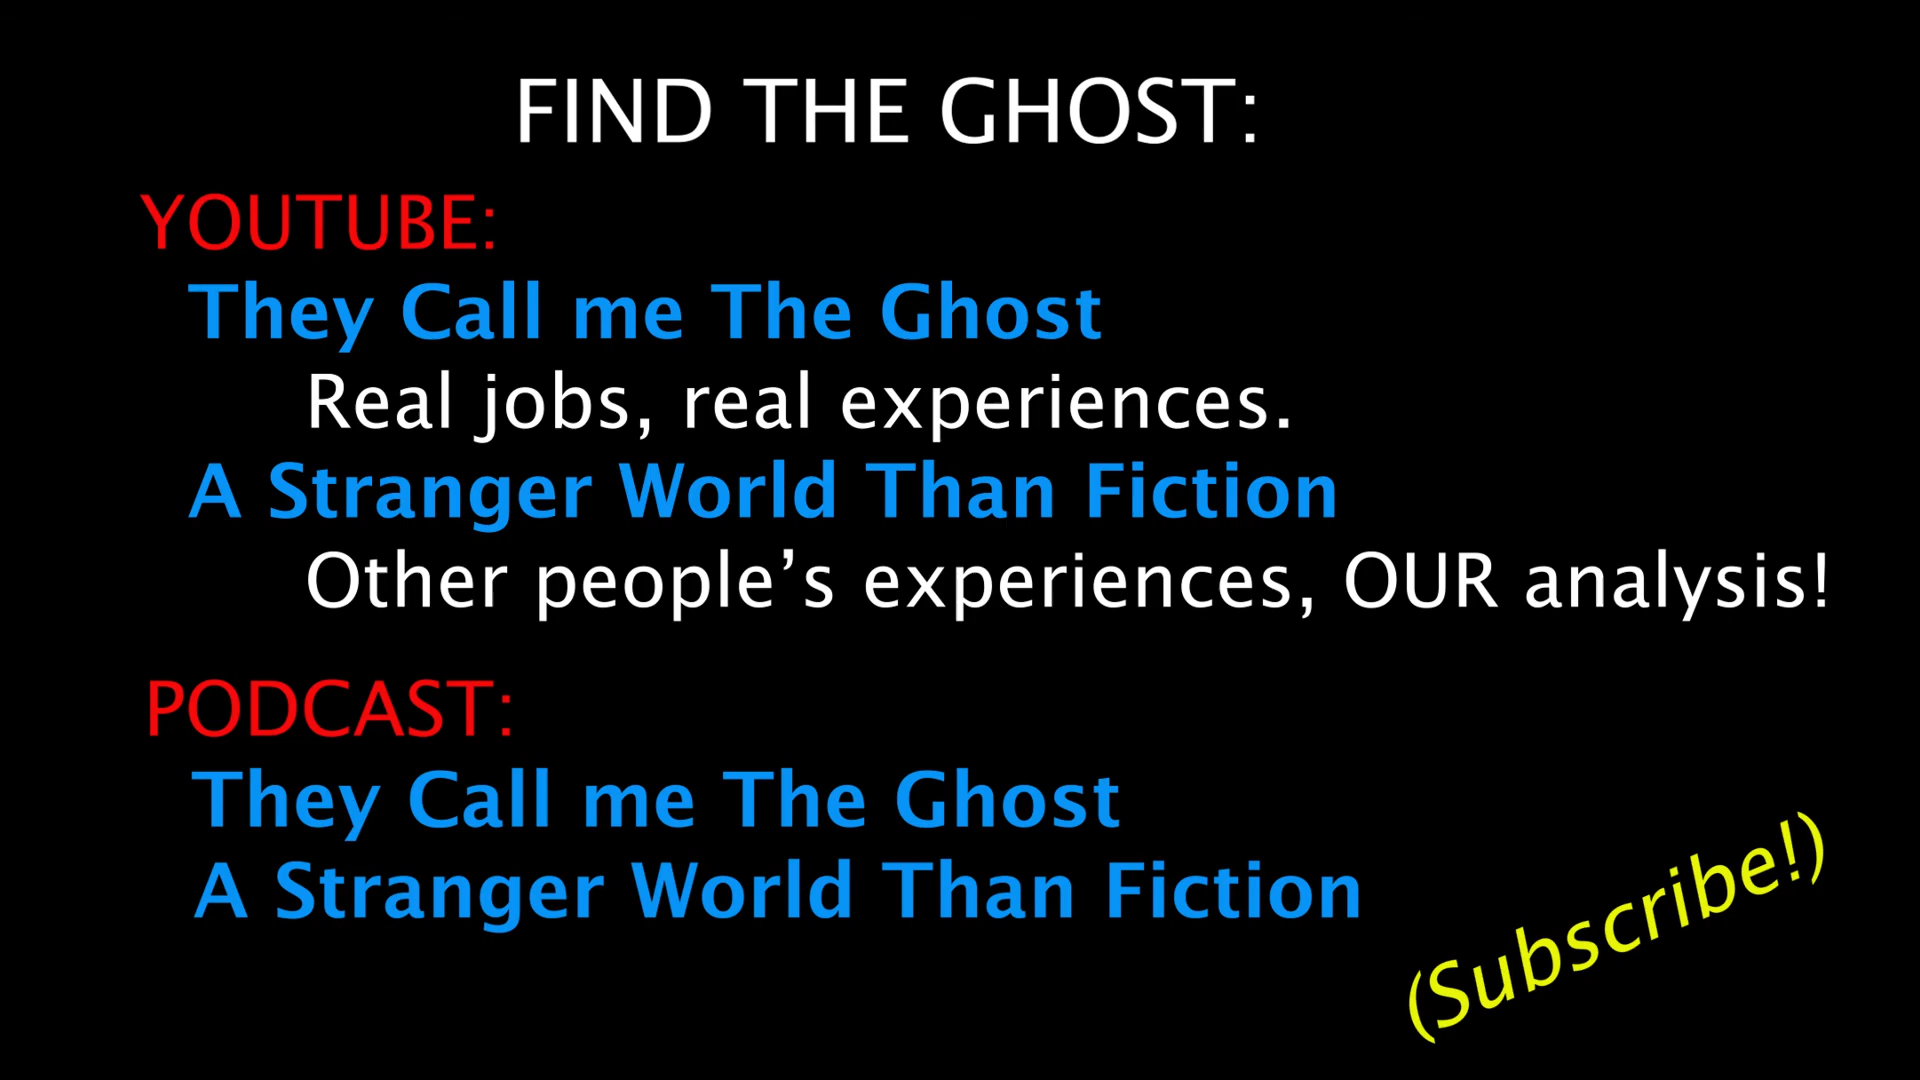 FIND THE GHOST:
YOUTUBE:
They Call me The Ghost
Real jobs, real experiences.
A Stranger World Than Fiction
Other people’s experiences, OUR analysis!
PODCAST:
They Call me The Ghost
A Stranger World Than Fiction
(Subscribe!)